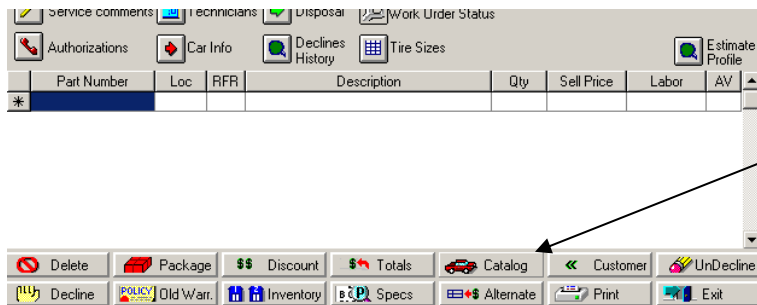 Service comments Technicians Disposal Work Order Status
Authorizations Car Info Declines History Tire Sizes Estimate Profile
Part Number Loc RFR Description Qty Sell Price Labor AV
*
Delete Package $$ Discount $ Totals Catalog « Customer UnDecline
Decline POLICY Old Warr. Inventory B C P Specs $ Alternate Print Exit